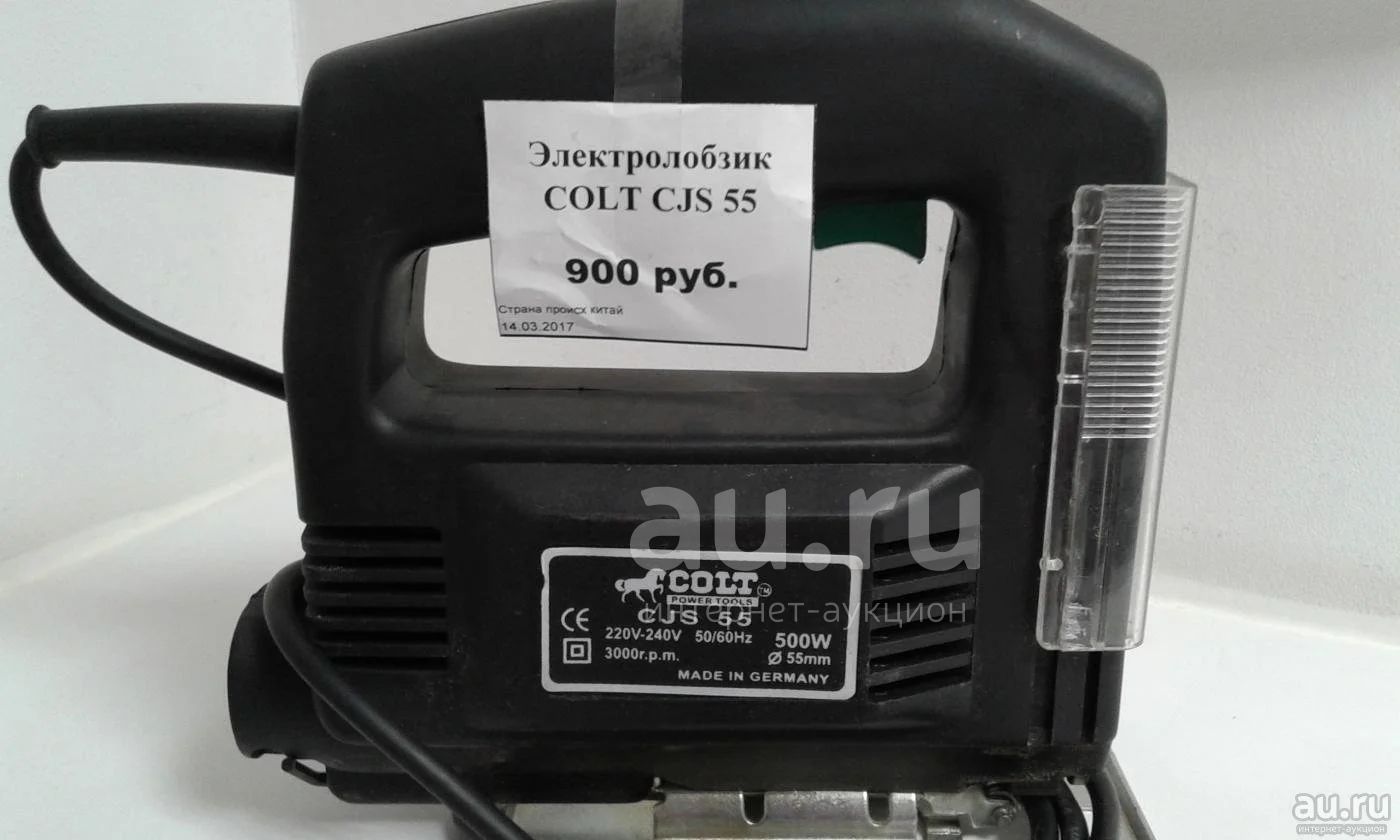 Электролобзик
COLT CJS 55
900 руб.
Страна происх китай
14.03.2017
au.ru
интернет-аукцион
COLT TM
POWER TOOLS
CE CJS 55
220V-240V 50/60Hz 500W
3000r.p.m. Ø 55mm
MADE IN GERMANY
au.ru
интернет-аукцион